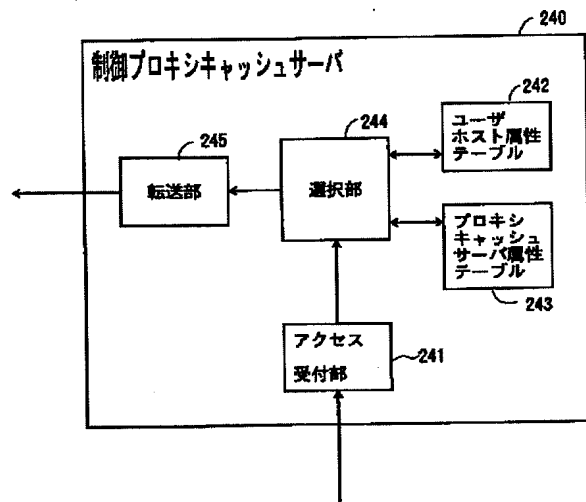 240
制御プロキシキャッシュサーバ
242
ユーザ
ホスト属性
テーブル
244
選択部
245
転送部
プロキシ
キャッシュ
サーバ属性
テーブル
243
アクセス
受付部
241